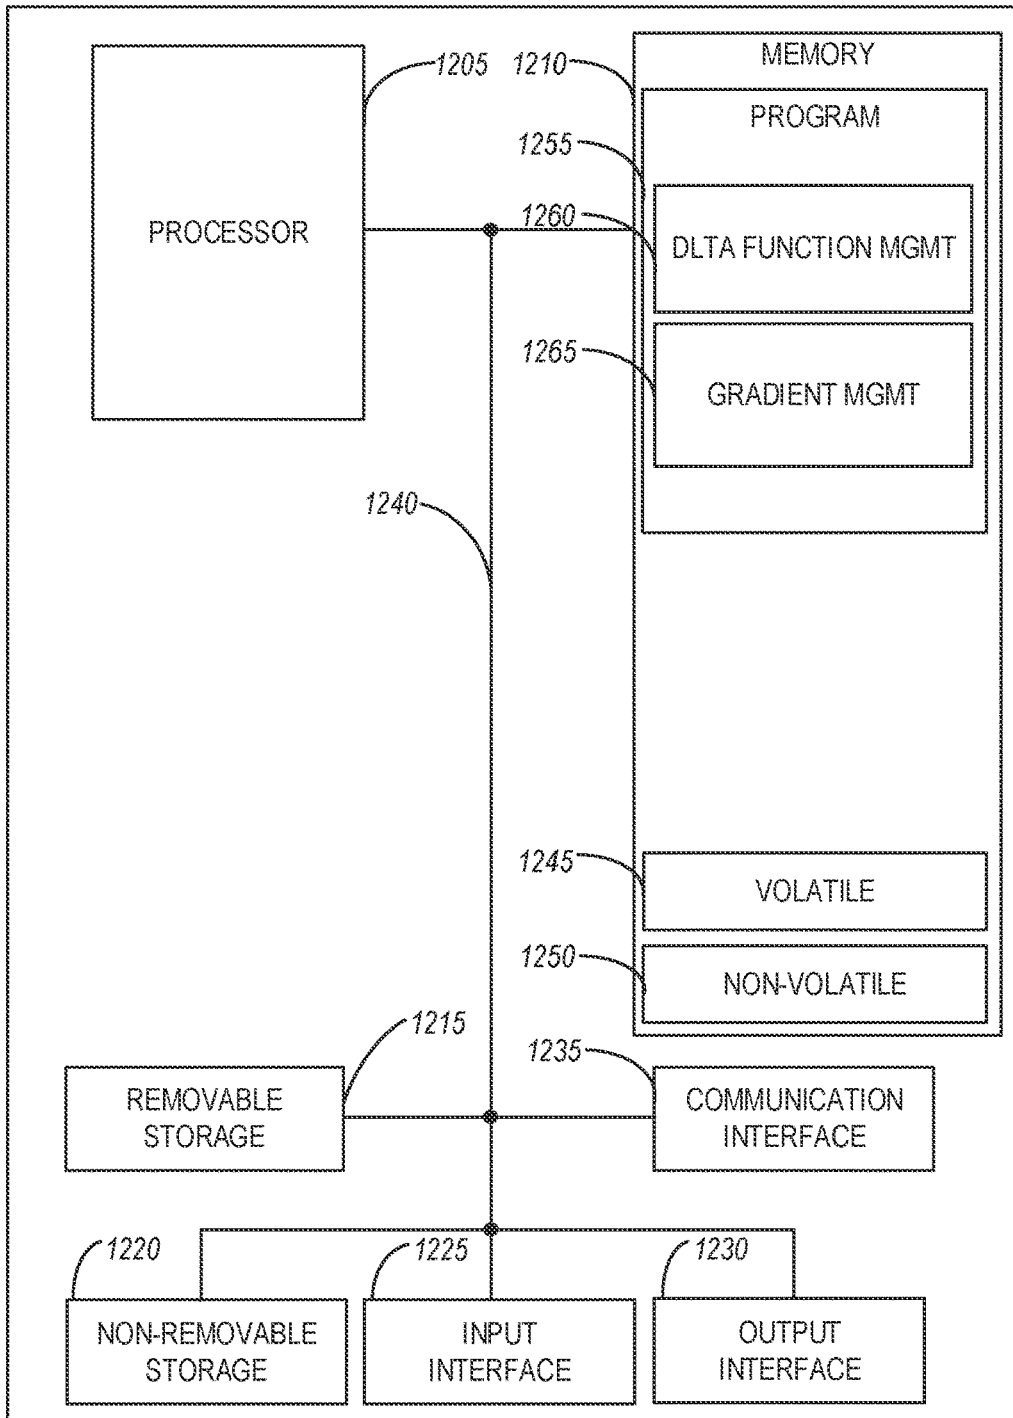 1205
1210
MEMORY
PROGRAM
1255
PROCESSOR
1260
DLTA FUNCTION MGMT
1265
GRADIENT MGMT
1240
1245
VOLATILE
1250
NON-VOLATILE
1215
1235
REMOVABLE
STORAGE
COMMUNICATION
INTERFACE
1220
1225
1230
NON-REMOVABLE
STORAGE
INPUT
INTERFACE
OUTPUT
INTERFACE